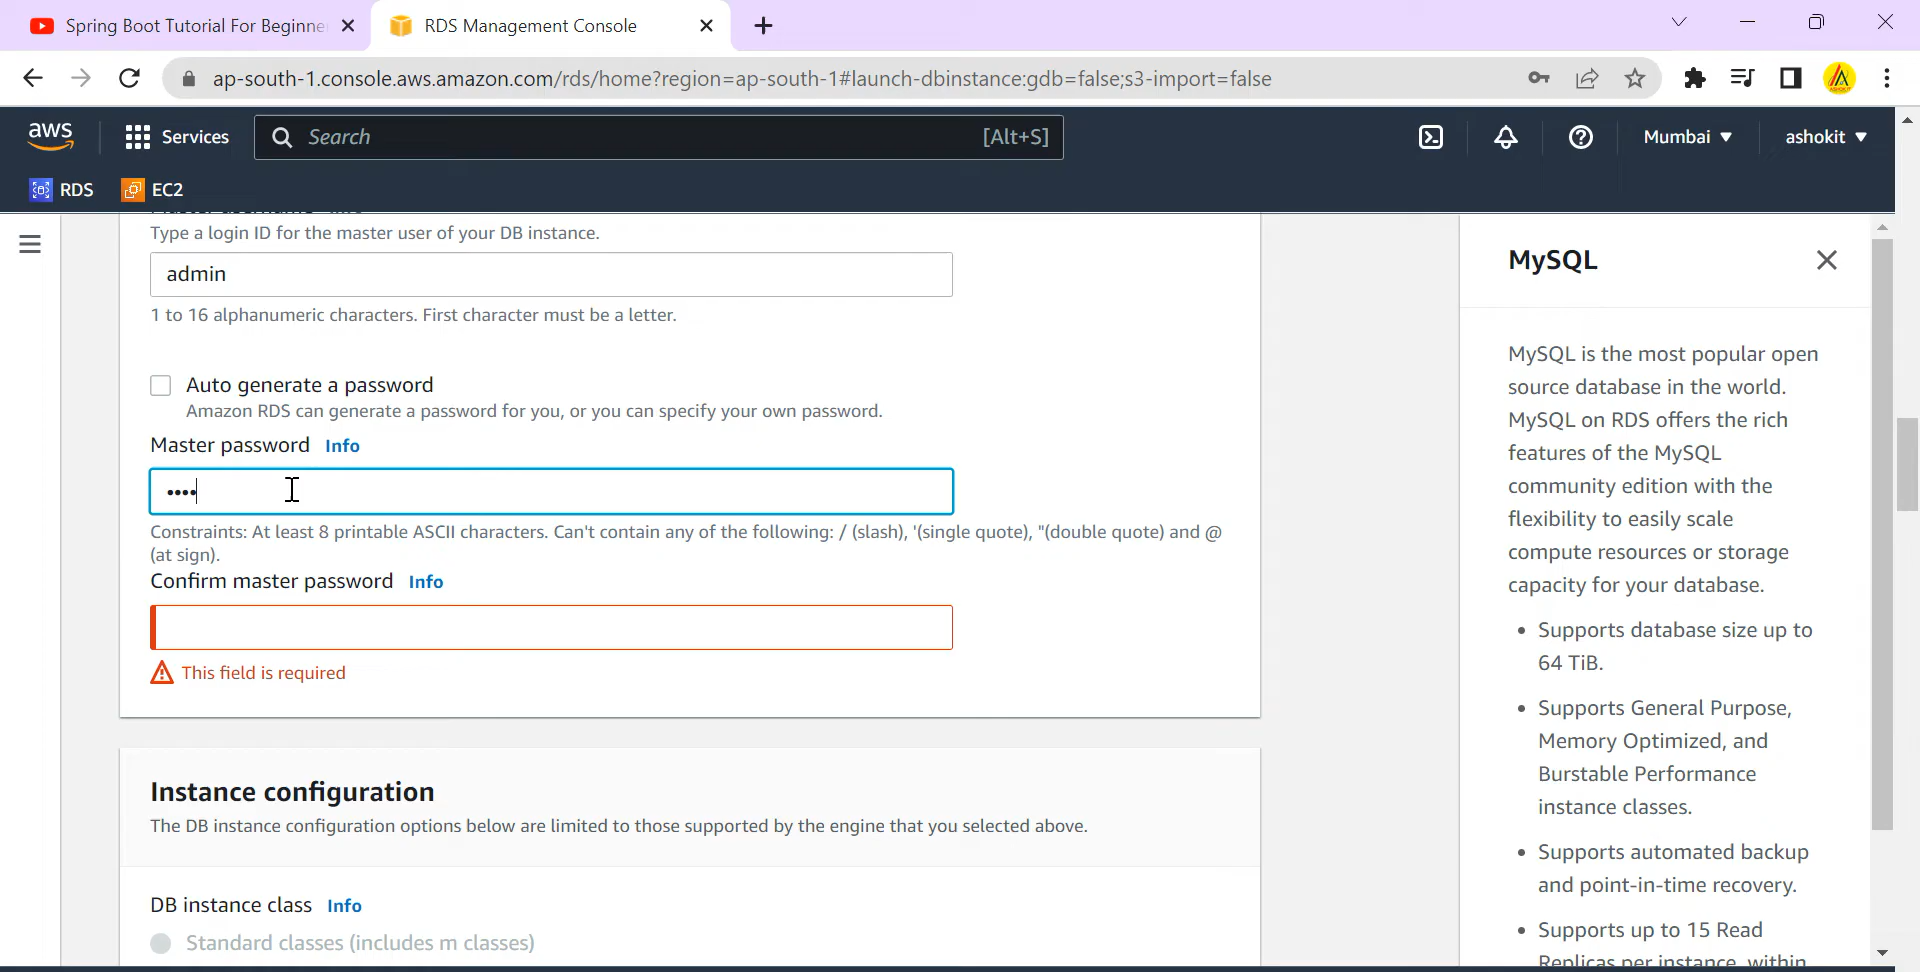 Spring Boot Tutorial For Beginne
RDS Management Console
ap-south-1.console.aws.amazon.com/rds/home?region=ap-south-1#launch-dbinstance:gdb=false;s3-import=false
aws
Services
Search
[Alt+S]
Mumbai
ashokit
RDS
EC2
Type a login ID for the master user of your DB instance.
admin
1 to 16 alphanumeric characters. First character must be a letter.
Auto generate a password
Amazon RDS can generate a password for you, or you can specify your own password.
Master password Info
••••
Constraints: At least 8 printable ASCII characters. Can't contain any of the following: / (slash), '(single quote), "(double quote) and @
(at sign).
Confirm master password Info
This field is required
Instance configuration
The DB instance configuration options below are limited to those supported by the engine that you selected above.
DB instance class Info
Standard classes (includes m classes)
MySQL
MySQL is the most popular open
source database in the world.
MySQL on RDS offers the rich
features of the MySQL
community edition with the
flexibility to easily scale
compute resources or storage
capacity for your database.
• Supports database size up to
64 TiB.
• Supports General Purpose,
Memory Optimized, and
Burstable Performance
instance classes.
• Supports automated backup
and point-in-time recovery.
• Supports up to 15 Read
Replicas per instance, within